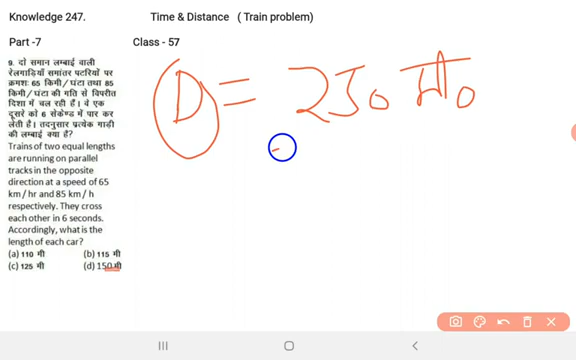 Knowledge 247. Time & Distance ( Train problem)
Part -7 Class - 57
9. दो समान लम्बाई वाली
रेलगाड़ियाँ समांतर पटरियों पर
क्रमशः 65 किमी/घंटा तथा 85
किमी/घंटा की गति से विपरीत
दिशा में चल रही हैं। वे एक
दूसरे को 6 सेकेण्ड में पार कर
लेती हैं। तदनुसार प्रत्येक गाड़ी
की लम्बाई क्या है?
Trains of two equal lengths
are running on parallel
tracks in the opposite
direction at a speed of 65
km/hr and 85 km/h
respectively. They cross
each other in 6 seconds.
Accordingly, what is the
length of each car?
(a) 110 मी (b) 115 मी
(c) 125 मी (d) 150 मी
D = 250 मी०